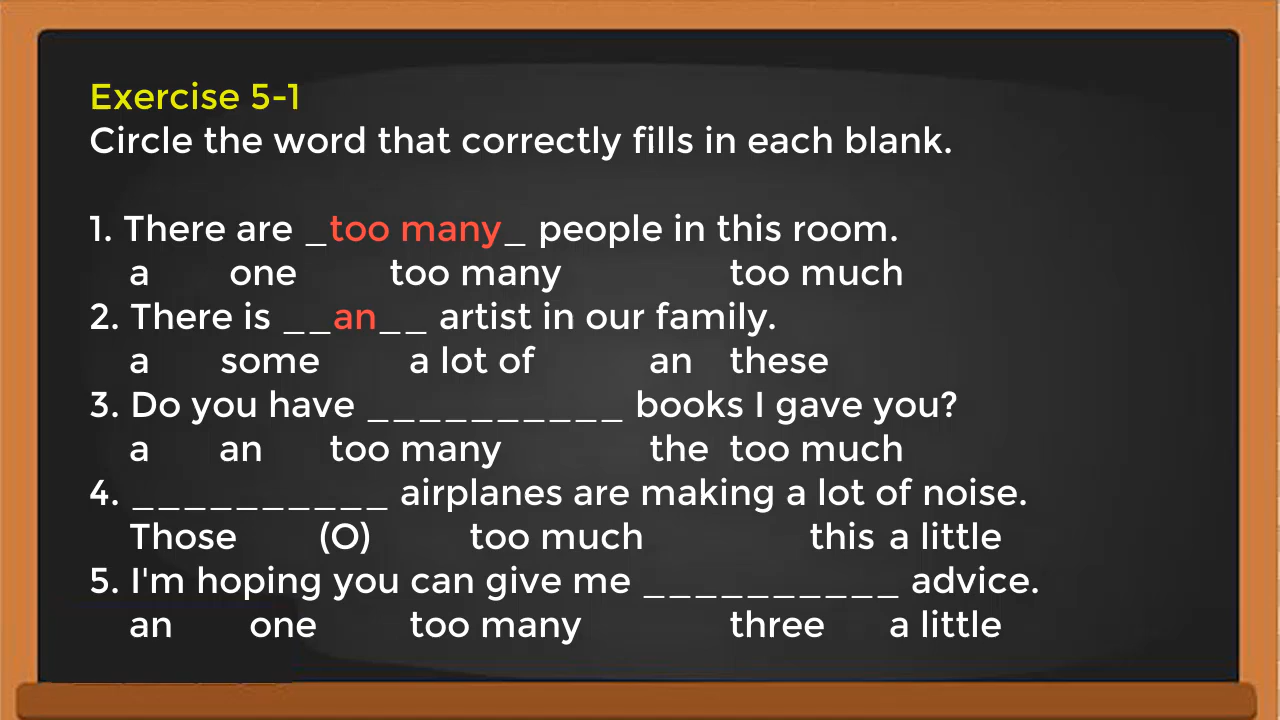 Exercise 5-1
Circle the word that correctly fills in each blank.
1. There are _too many_ people in this room.
a one too many too much
2. There is __an__ artist in our family.
a some a lot of an these
3. Do you have __________ books I gave you?
a an too many the too much
4. __________ airplanes are making a lot of noise.
Those (O) too much this a little
5. I'm hoping you can give me __________ advice.
an one too many three a little